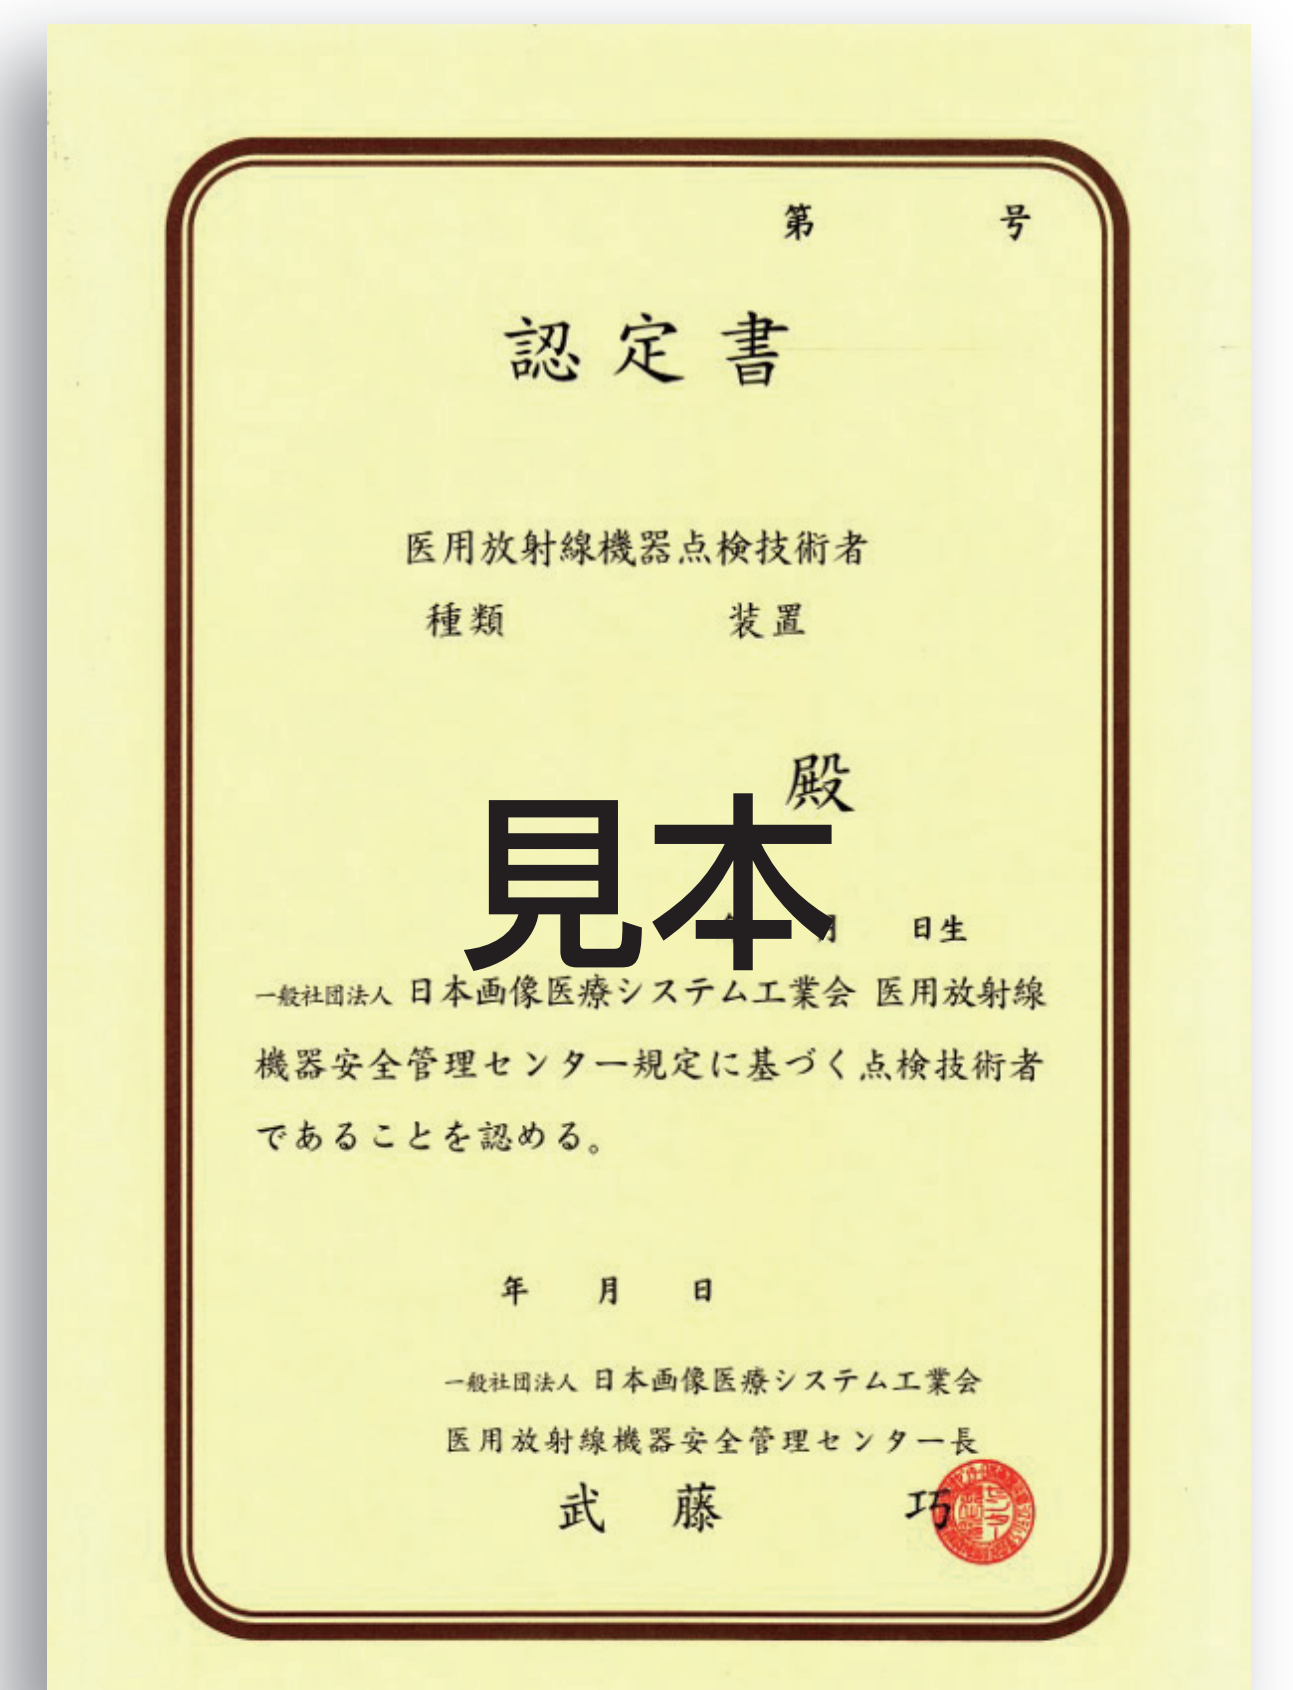 第 号
認定書
医用放射線機器点検技術者
種類 装置
殿
見本
年 月 日生
一般社団法人 日本画像医療システム工業会 医用放射線
機器安全管理センター規定に基づく点検技術者
であることを認める。
年 月 日
一般社団法人 日本画像医療システム工業会
医用放射線機器安全管理センター長
武 藤 巧